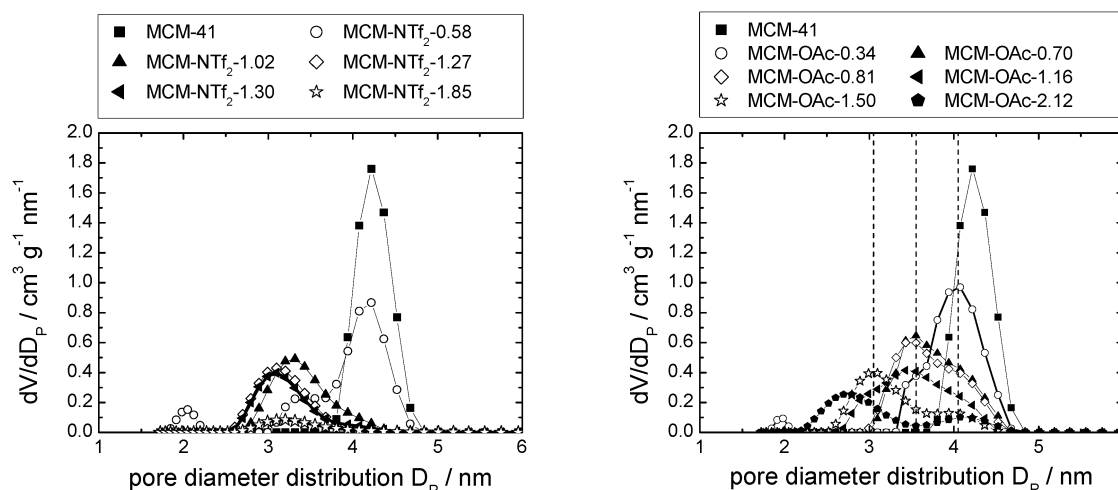 MCM-41 MCM-NTf₂-0.58
MCM-NTf₂-1.02 MCM-NTf₂-1.27
MCM-NTf₂-1.30 MCM-NTf₂-1.85
2.0
1.8
1.6
1.4
1.2
1.0
0.8
0.6
0.4
0.2
0.0
dV/dD_P / cm³ g⁻¹ nm⁻¹
1 2 3 4 5 6
pore diameter distribution D_P / nm
MCM-41
MCM-OAc-0.34 MCM-OAc-0.70
MCM-OAc-0.81 MCM-OAc-1.16
MCM-OAc-1.50 MCM-OAc-2.12
2.0
1.8
1.6
1.4
1.2
1.0
0.8
0.6
0.4
0.2
0.0
dV/dD_P / cm³ g⁻¹ nm⁻¹
1 2 3 4 5
pore diameter distribution D_P / nm